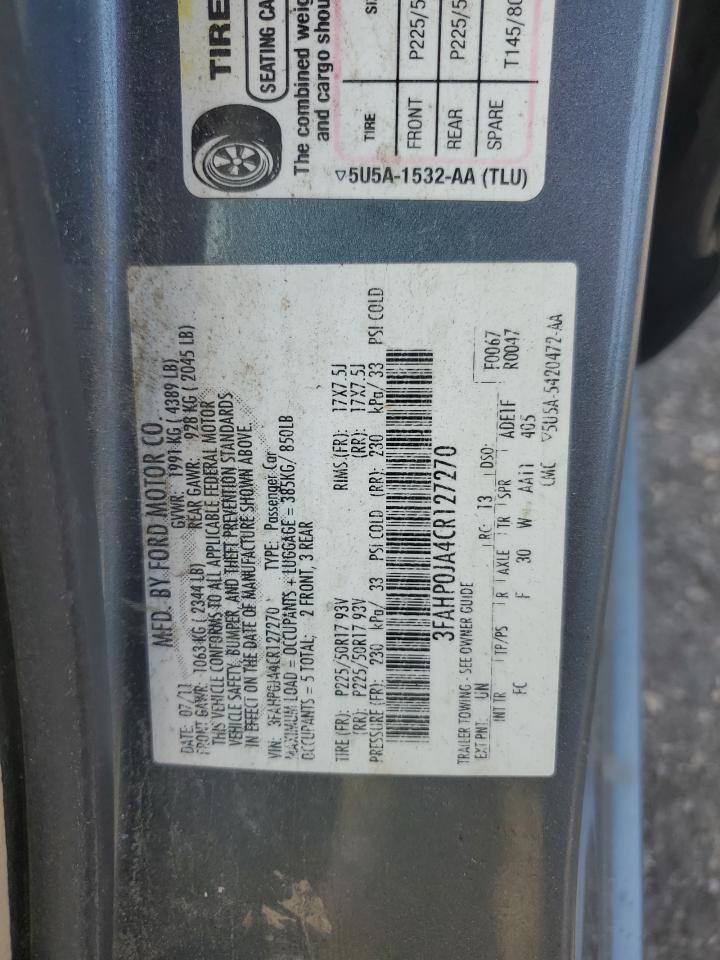 MFD. BY FORD MOTOR CO.
DATE: 07/11 GVWR: 1991 KG ( 4389 LB)
FRONT GAWR: 1063 KG ( 2344 LB) REAR GAWR: 928 KG ( 2045 LB)
THIS VEHICLE CONFORMS TO ALL APPLICABLE FEDERAL MOTOR
VEHICLE SAFETY, BUMPER, AND THEFT PREVENTION STANDARDS
IN EFFECT ON THE DATE OF MANUFACTURE SHOWN ABOVE.
VIN: 3FAHP0JA4CR127270 TYPE: Passenger Car
MAXIMUM LOAD = OCCUPANTS + LUGGAGE = 385KG/ 850LB
OCCUPANTS = 5 TOTAL; 2 FRONT, 3 REAR
TIRE (FR): P225/50R17 93V RIMS (FR): 17X7.5J
(RR): P225/50R17 93V (RR): 17X7.5J
PRESSURE (FR): 230 kPa/ 33 PSI COLD (RR): 230 kPa/ 33 PSI COLD
3FAHP0JA4CR127270
TRAILER TOWING - SEE OWNER GUIDE
EXT PNT: UN RC: 13 DSO: F0067
R0047
INT TR TP/PS R AXLE TR SPR ADE1F
FC F 30 W AA11 4G5
CMC ▽5U5A-5420472-AA
TIRE
SEATING CA
The combined weig
and cargo shou
TIRE SI
FRONT P225/5
REAR P225/5
SPARE T145/80
▽5U5A-1532-AA (TLU)